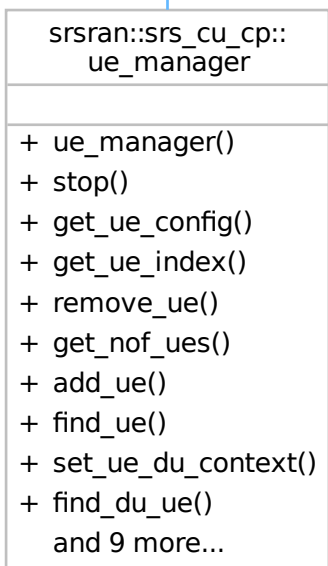 srsran::srs_cu_cp::
ue_manager
+ ue_manager()
+ stop()
+ get_ue_config()
+ get_ue_index()
+ remove_ue()
+ get_nof_ues()
+ add_ue()
+ find_ue()
+ set_ue_du_context()
+ find_du_ue()
and 9 more...